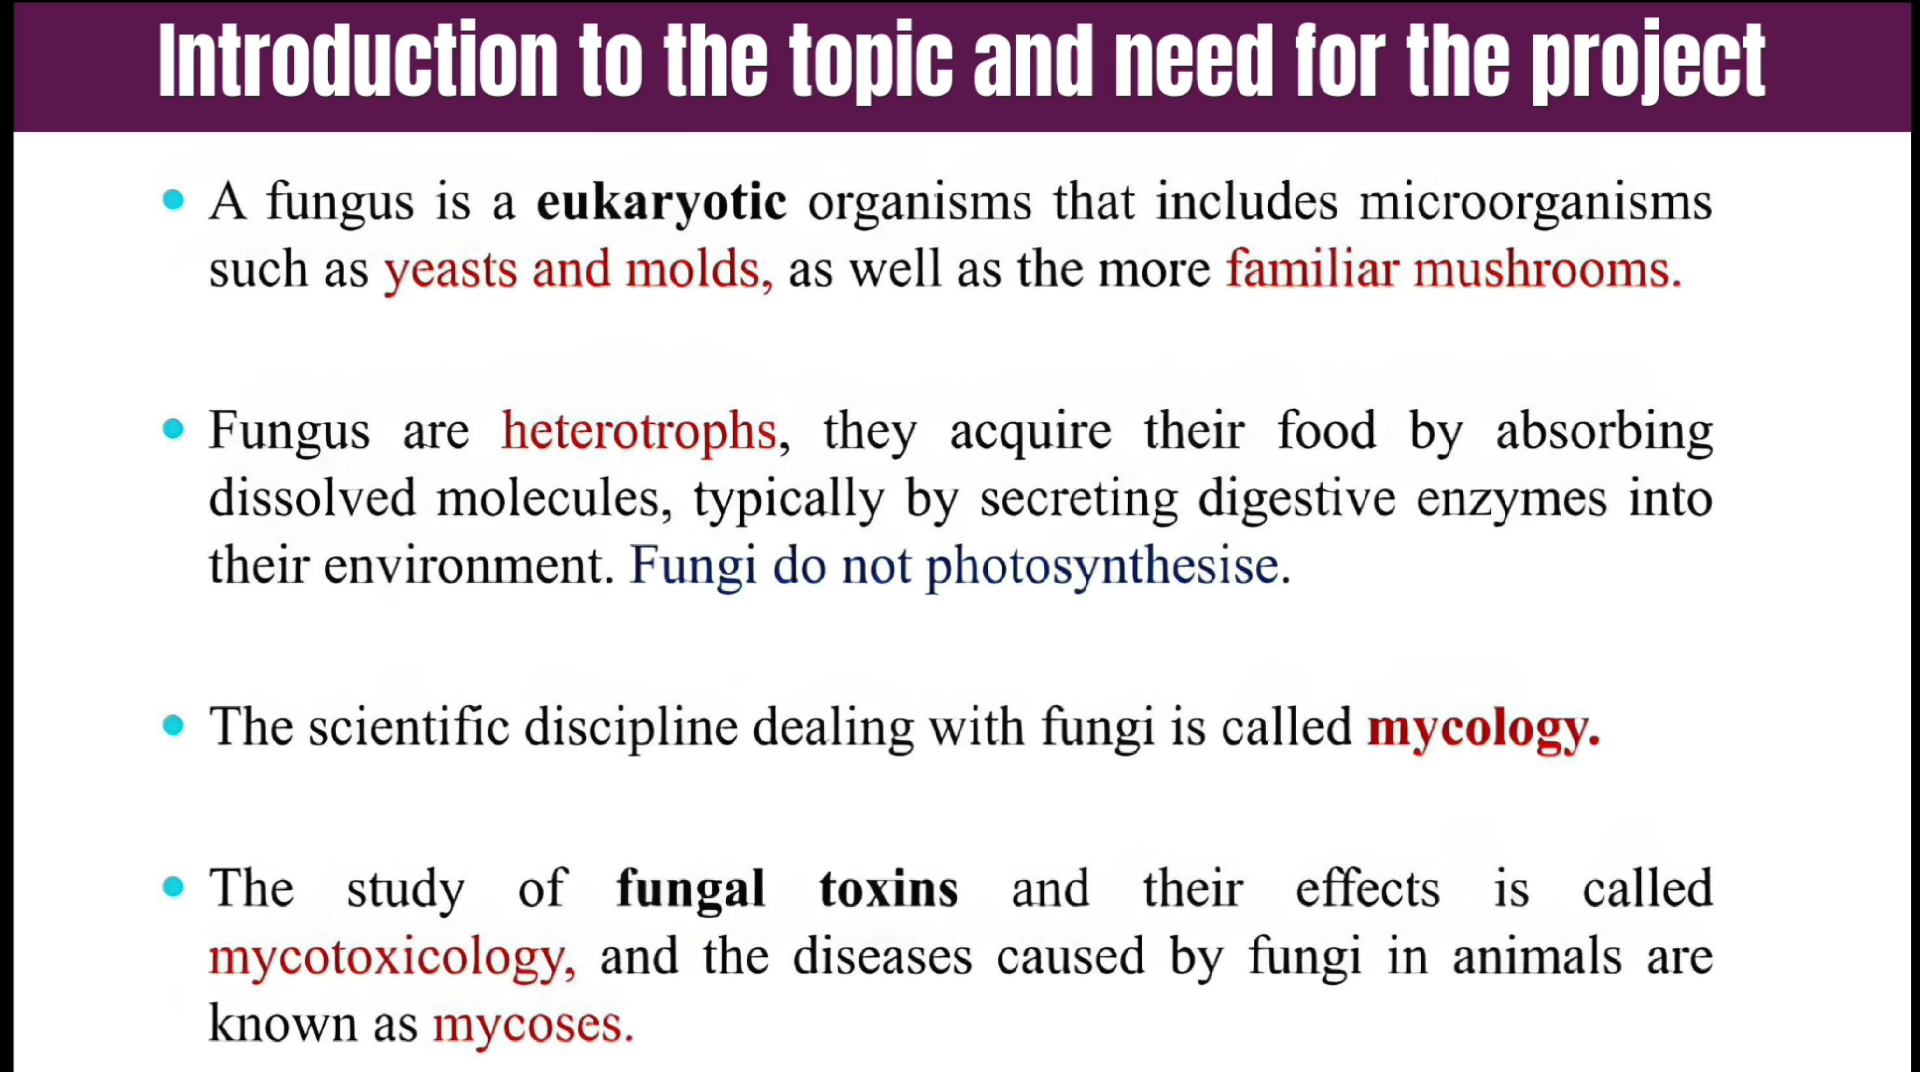 Introduction to the topic and need for the project
• A fungus is a eukaryotic organisms that includes microorganisms
such as yeasts and molds, as well as the more familiar mushrooms.
• Fungus are heterotrophs, they acquire their food by absorbing
dissolved molecules, typically by secreting digestive enzymes into
their environment. Fungi do not photosynthesise.
• The scientific discipline dealing with fungi is called mycology.
• The study of fungal toxins and their effects is called
mycotoxicology, and the diseases caused by fungi in animals are
known as mycoses.